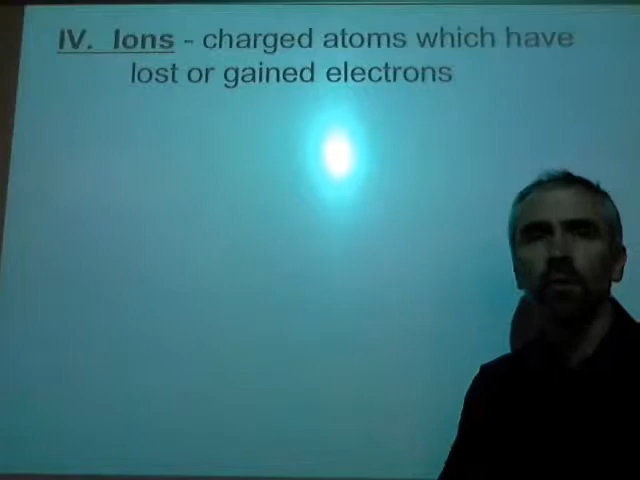 IV. Ions - charged atoms which have
lost or gained electrons